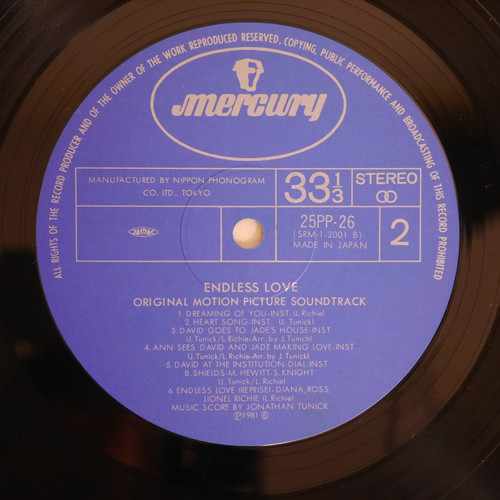 ALL RIGHTS OF THE RECORD PRODUCER AND OF THE OWNER OF THE WORK REPRODUCED RESERVED. COPYING, PUBLIC PERFORMANCE AND BROADCASTING OF THIS RECORD PROHIBITED
mercury
MANUFACTURED BY NIPPON PHONOGRAM
CO., LTD., TOKYO
33 1/3
STEREO
JASRAC
25PP-26
(SRM-1-2001 B)
MADE IN JAPAN
2
ENDLESS LOVE
ORIGINAL MOTION PICTURE SOUNDTRACK
1. DREAMING OF YOU-INST. (L.Richie)
2. HEART SONG-INST. (J. Tunick)
3. DAVID GOES TO JADE'S HOUSE-INST
(J. Tunick/L.Richie-Arr. by J.Tunich)
4. ANN SEES DAVID AND JADE MAKING LOVE-INST
(J. Tunick/L.Richie-Arr. by J. Tunick)
5. DAVID AT THE INSTITUTION-DIAL:INST
B.SHIELDS-M.HEWITT-S.KNIGHT
(J. Tunick/L. Richie)
6. ENDLESS LOVE (REPRISE)-DIANA,ROSS,
LIONEL RICHIE (L.Richie)
MUSIC SCORE BY JONATHAN TUNICK
Ⓟ1981 Ⓔ